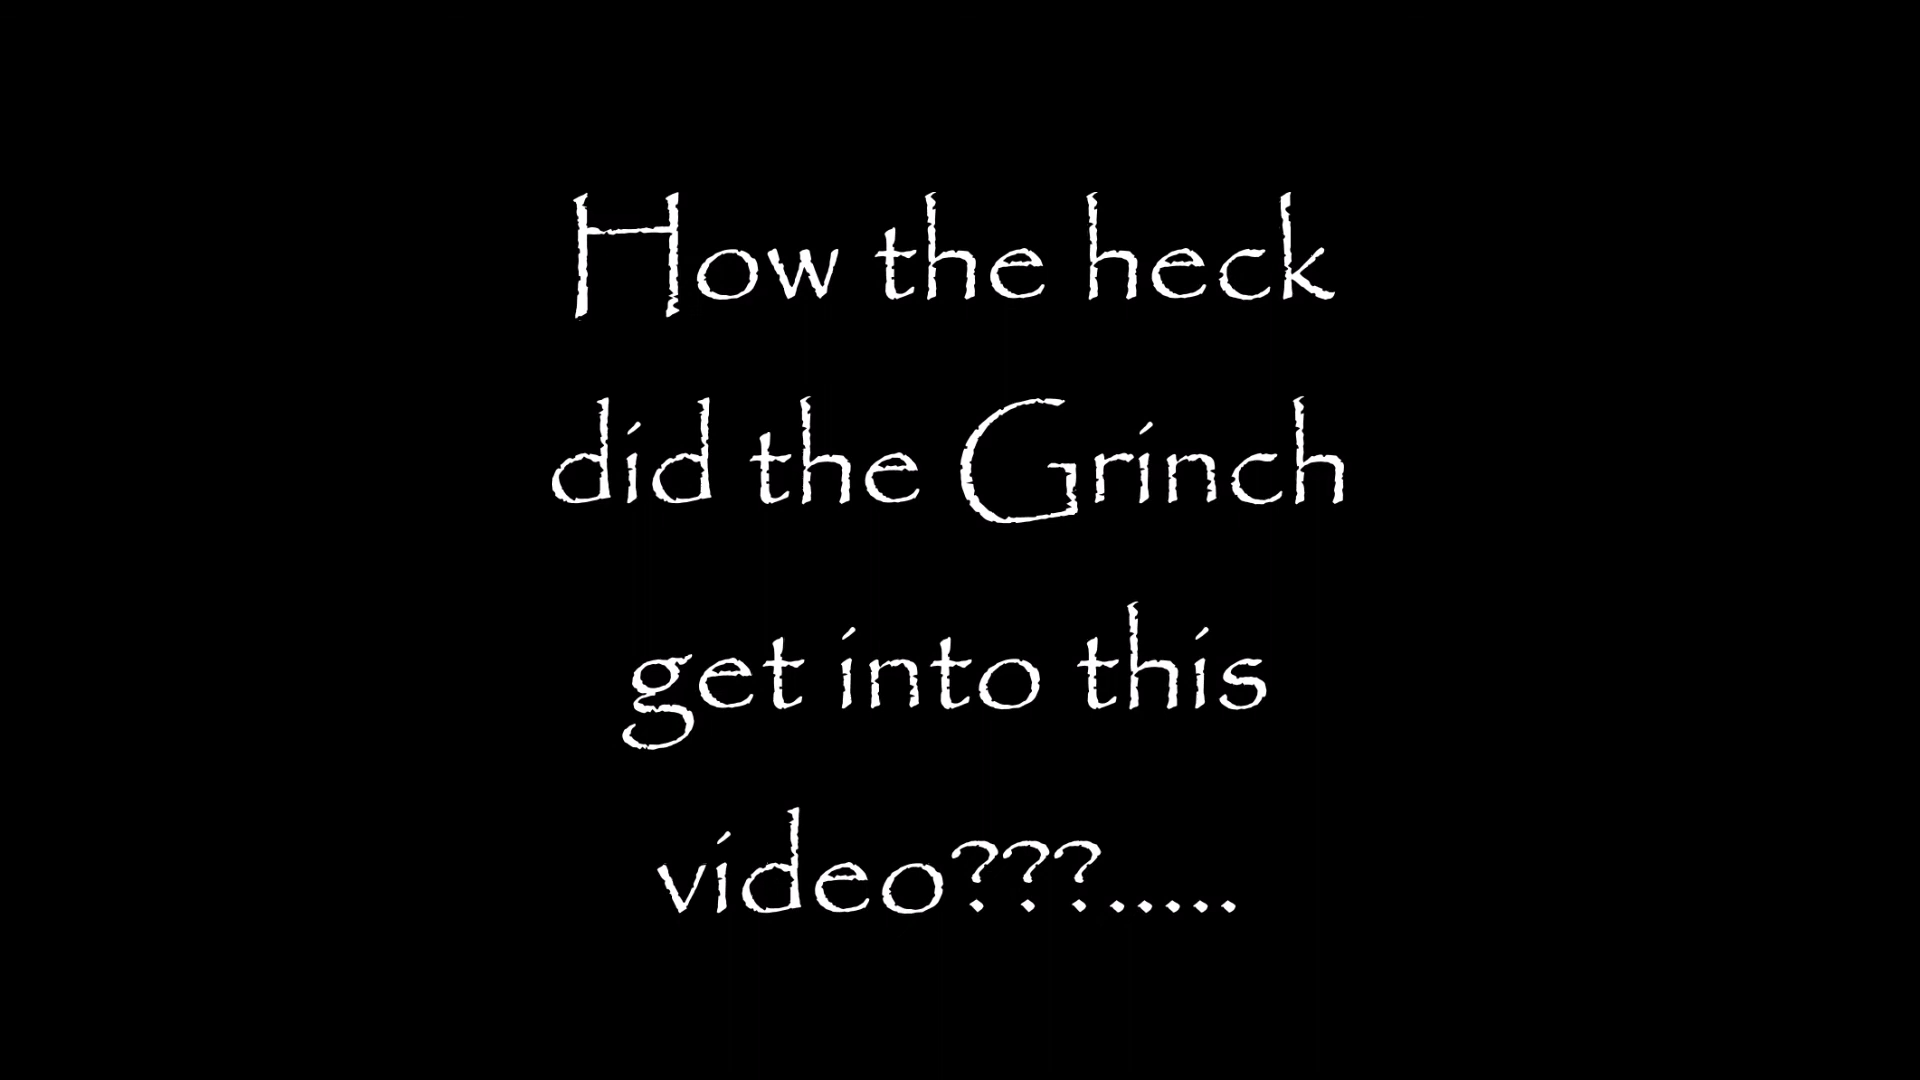 How the heck
did the Grinch
get into this
video???.....